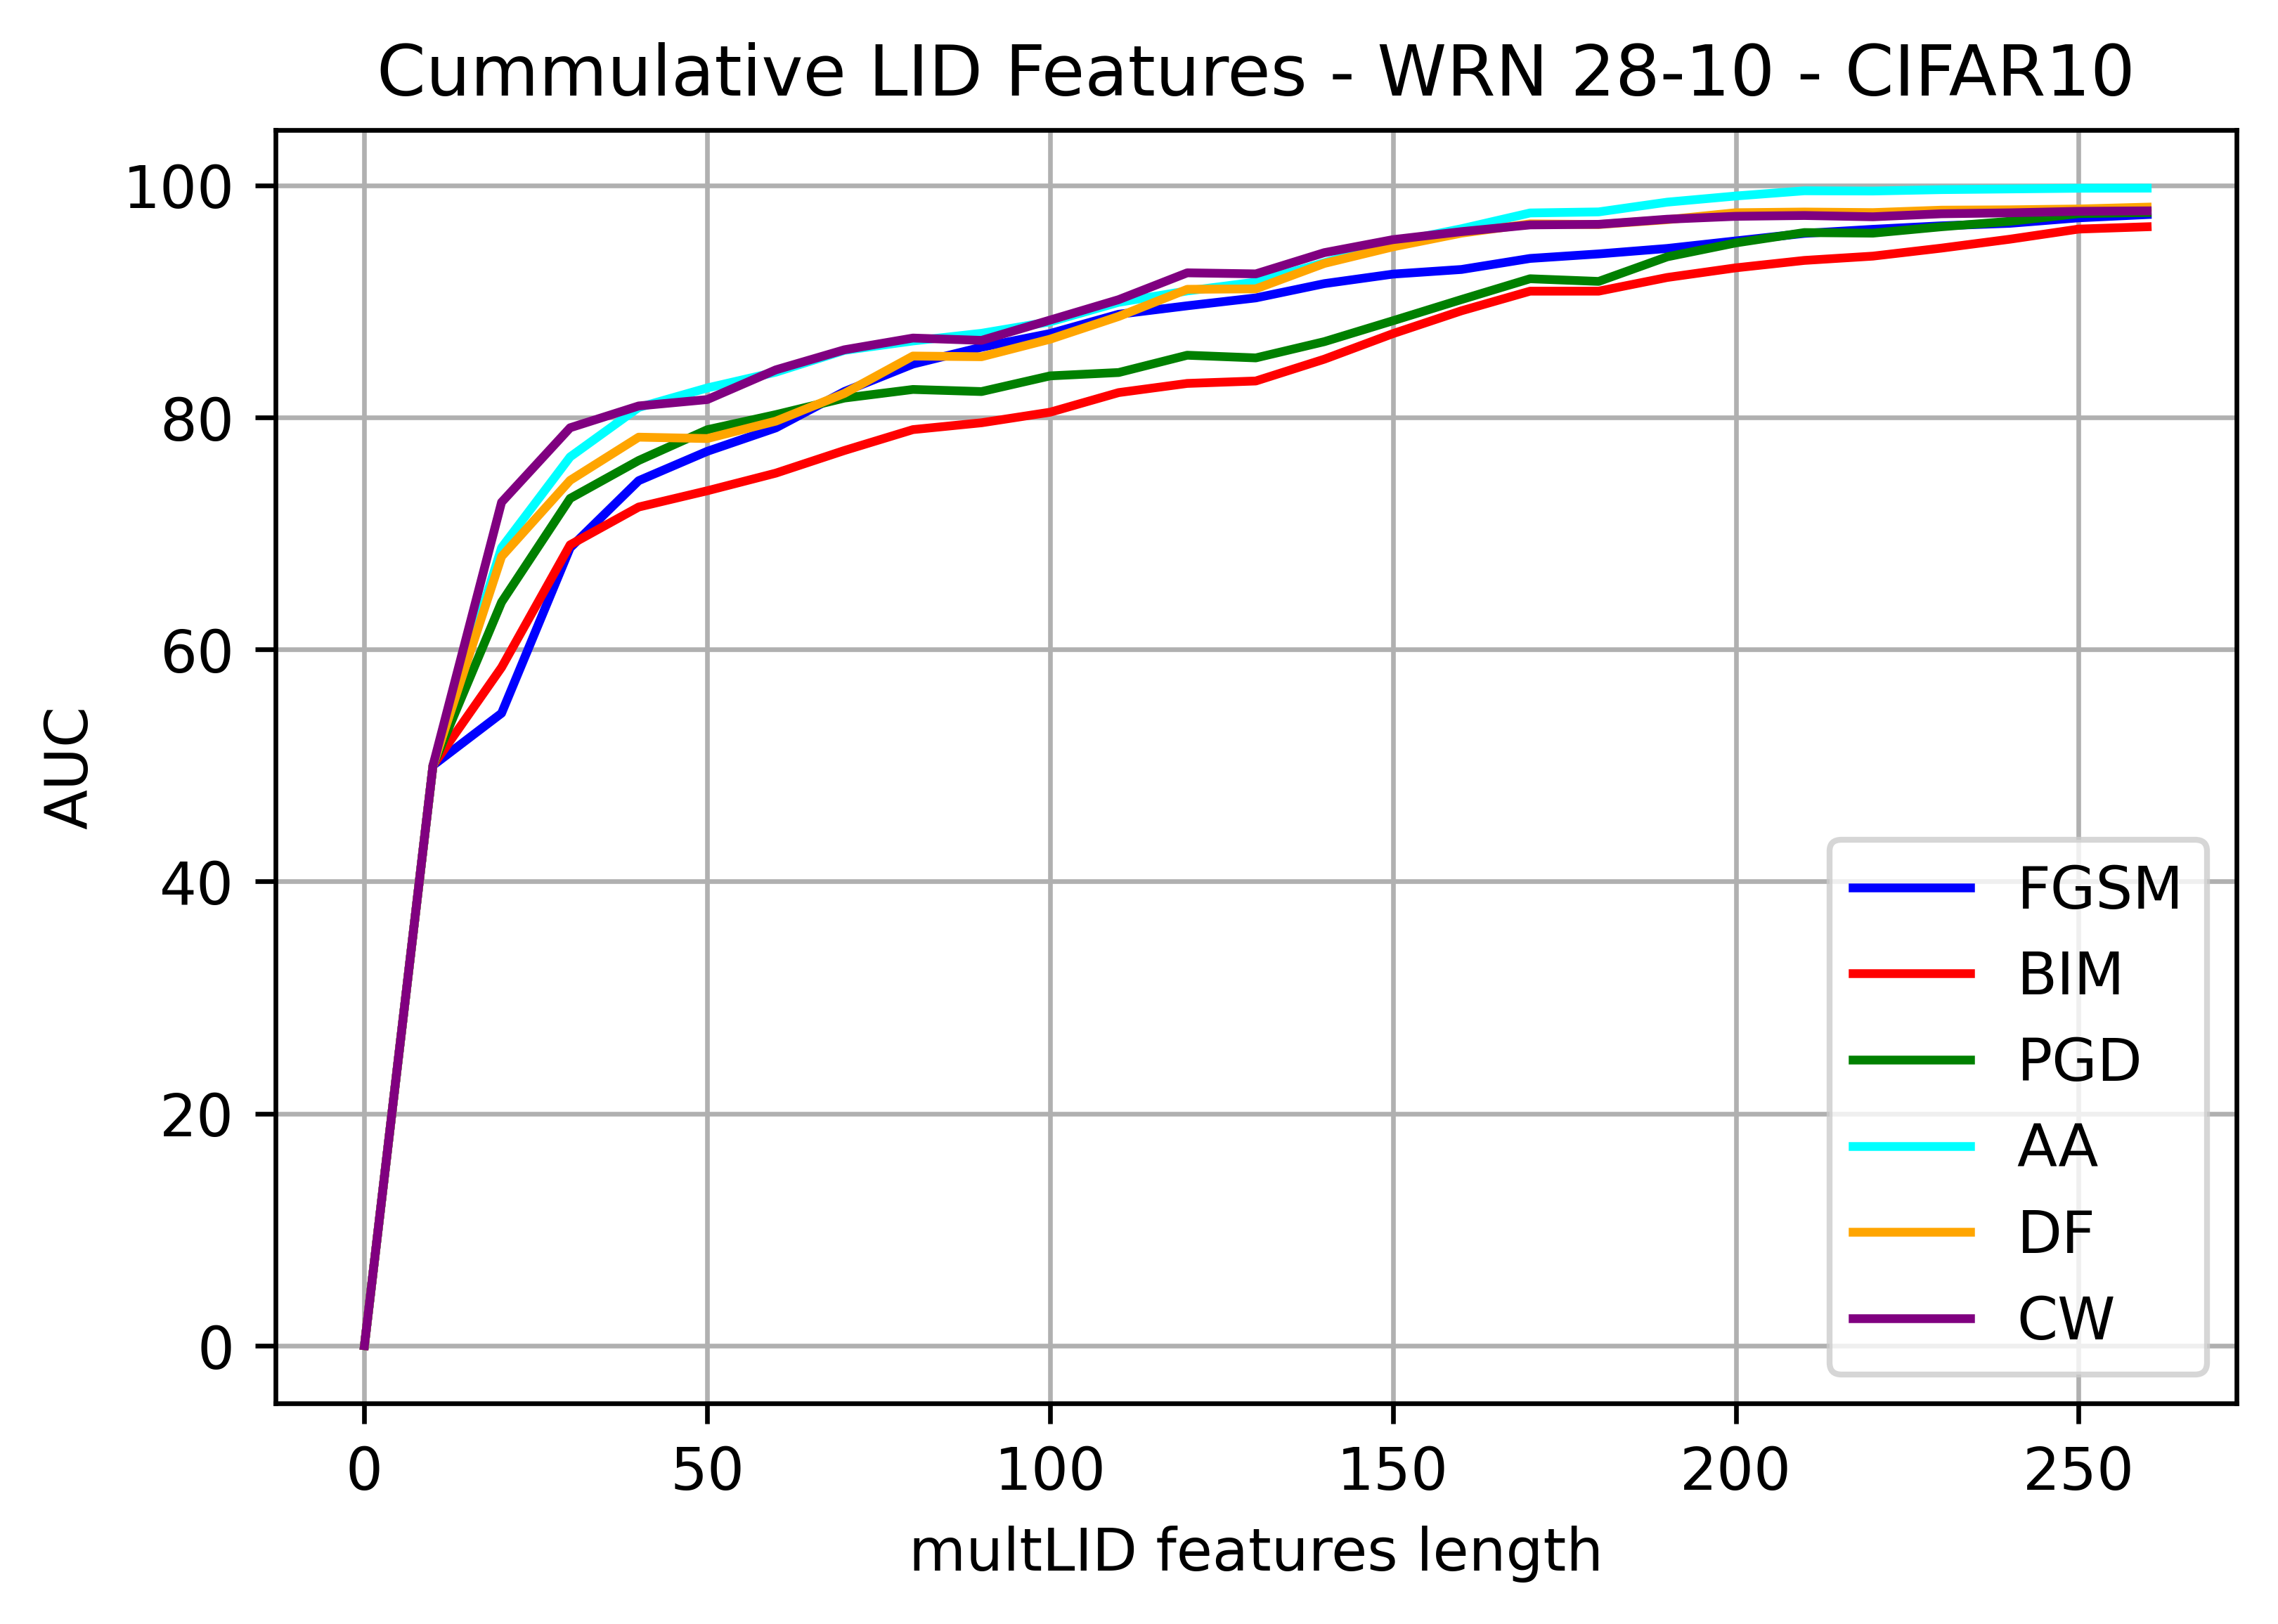 Cummulative LID Features - WRN 28-10 - CIFAR10
100
80
60
40
20
0
AUC
FGSM
BIM
PGD
AA
DF
CW
0 50 100 150 200 250
multLID features length